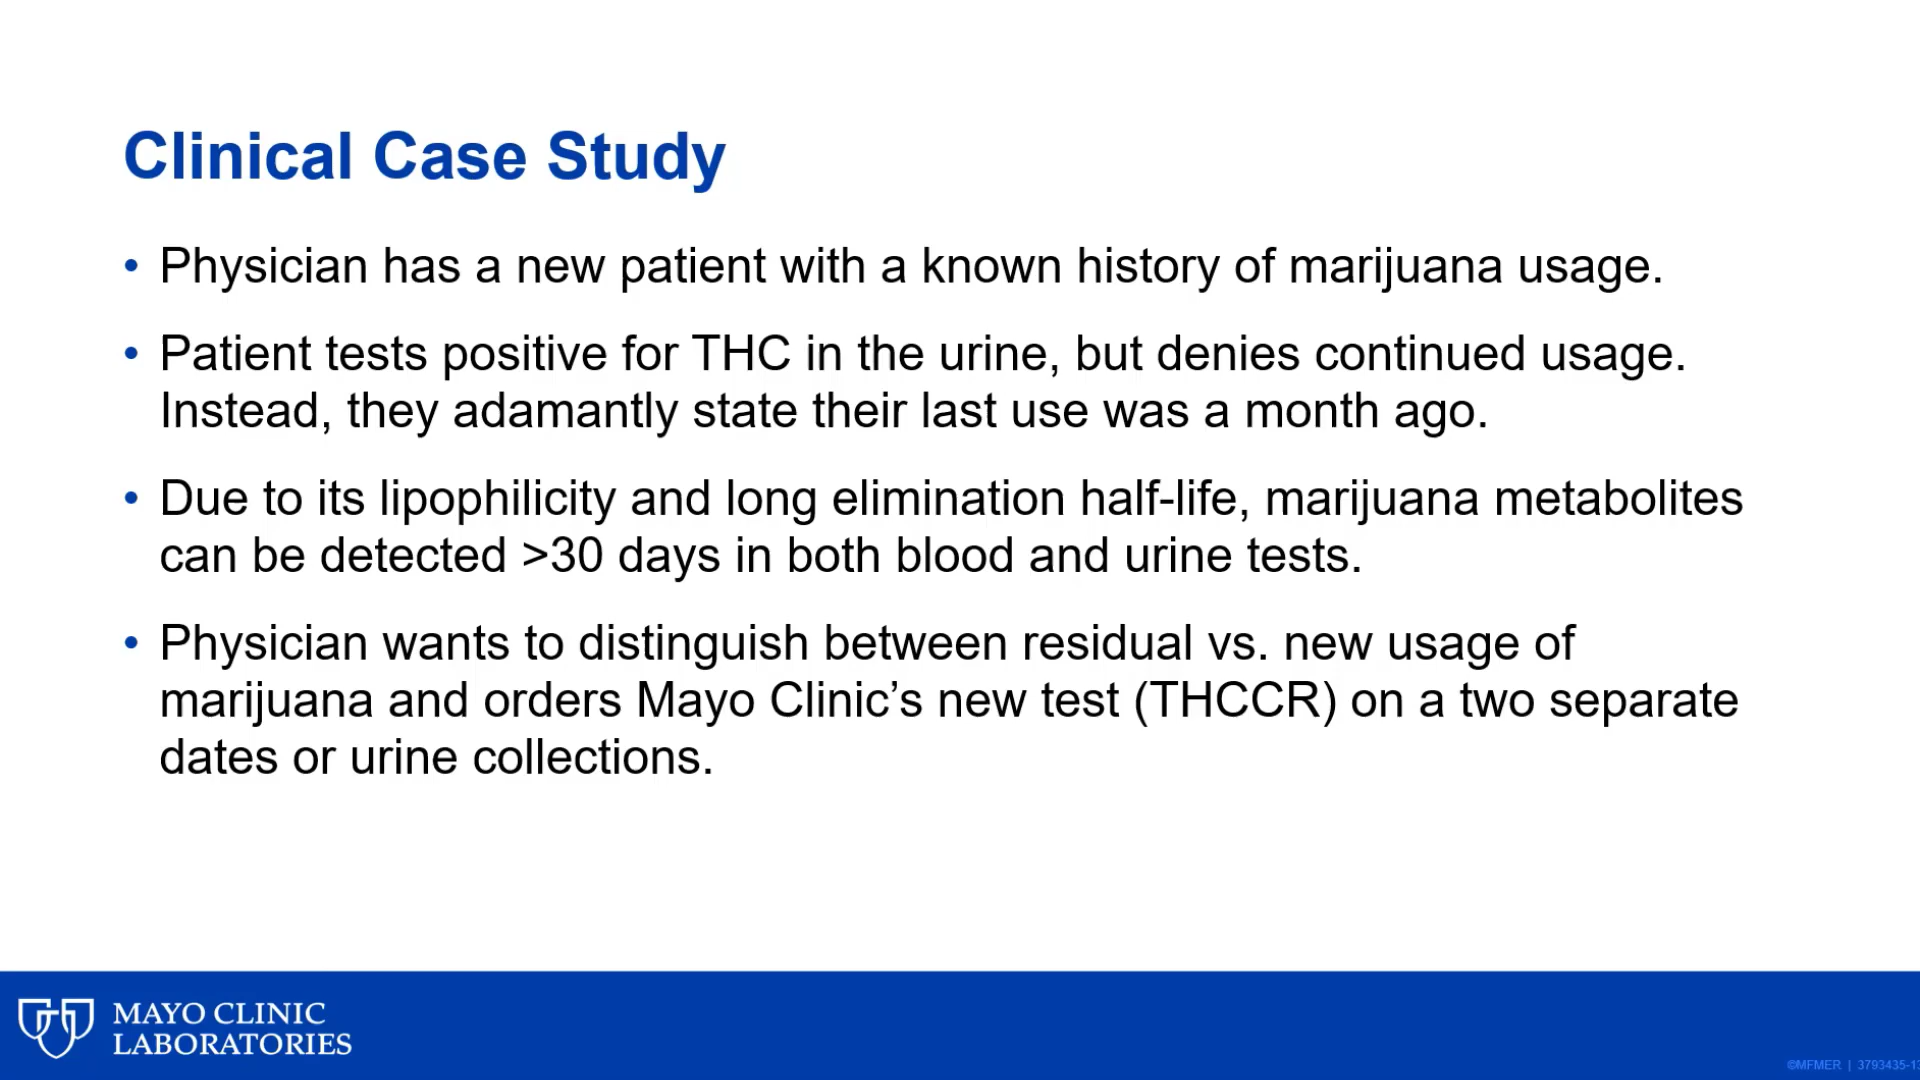 Clinical Case Study
• Physician has a new patient with a known history of marijuana usage.
• Patient tests positive for THC in the urine, but denies continued usage.
Instead, they adamantly state their last use was a month ago.
• Due to its lipophilicity and long elimination half-life, marijuana metabolites
can be detected >30 days in both blood and urine tests.
• Physician wants to distinguish between residual vs. new usage of
marijuana and orders Mayo Clinic’s new test (THCCR) on a two separate
dates or urine collections.
MAYO CLINIC
LABORATORIES
©MFMER | 3793435-